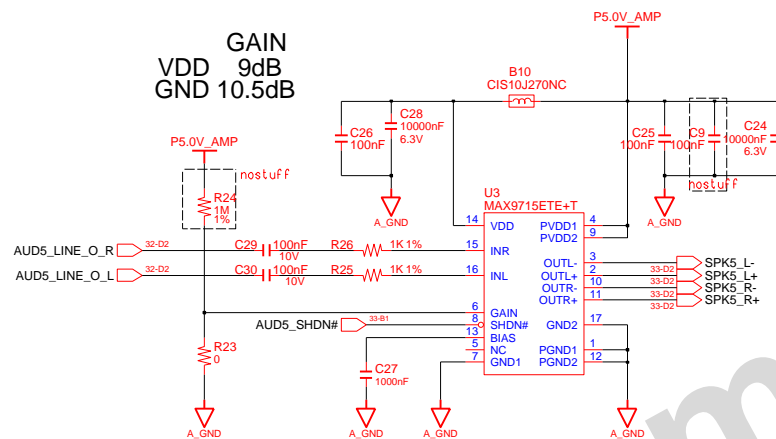 P5.0V_AMP
GAIN
VDD 9dB
GND 10.5dB
B10
CIS10J270NC
C26
100nF
C28
10000nF
6.3V
C25
100nF
C9
100nF
nostuff
C24
10000nF
6.3V
P5.0V_AMP
nostuff
R24
1M
1%
A_GND
A_GND
U3
MAX9715ETE+T
14 VDD PVDD1 4
PVDD2 9
AUD5_LINE_O_R 32-D2 C29 100nF 10V R26 1K 1% 15 INR
OUTL- 3 SPK5_L-
AUD5_LINE_O_L 32-D2 C30 100nF 10V R25 1K 1% 16 INL
OUTL+ 2 33-D2 SPK5_L+
OUTR- 10 33-D2 SPK5_R-
OUTR+ 11 33-D2 SPK5_R+
33-D2
6 GAIN
AUD5_SHDN# 33-B1 8 SHDN# GND2 17
13 BIAS
5 NC PGND1 1
7 GND1 PGND2 12
R23
0
C27
1000nF
A_GND
A_GND
A_GND
A_GND